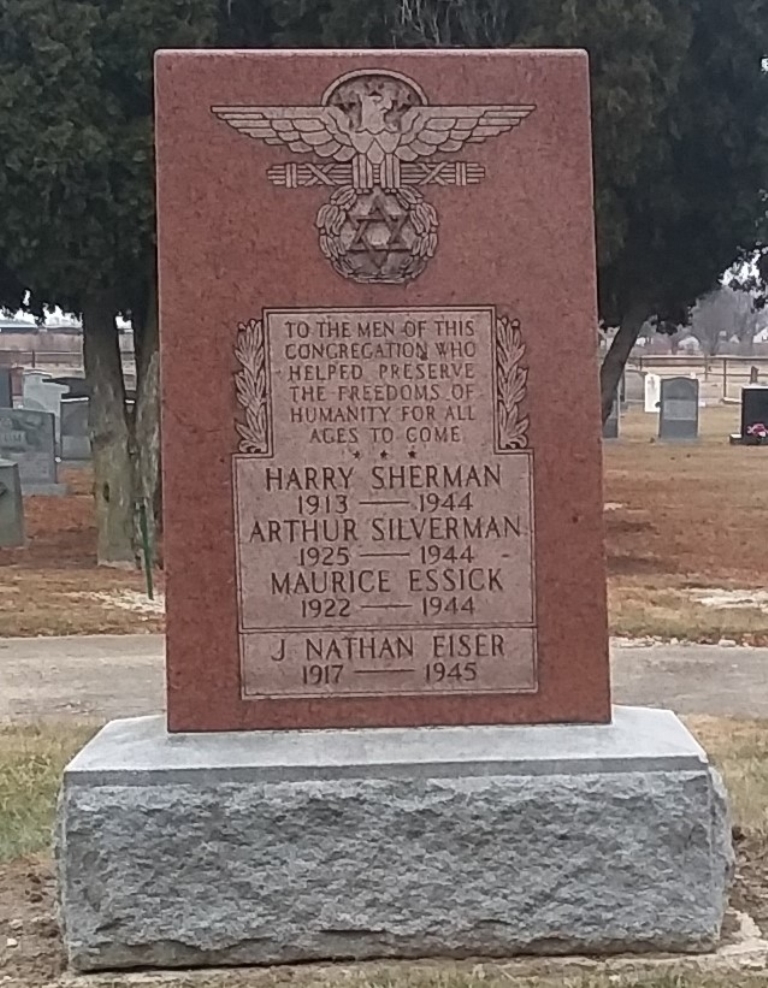 TO THE MEN OF THIS
CONGREGATION WHO
HELPED PRESERVE
THE FREEDOMS OF
HUMANITY FOR ALL
AGES TO COME
HARRY SHERMAN
1913 — 1944
ARTHUR SILVERMAN
1925 — 1944
MAURICE ESSICK
1922 — 1944
J NATHAN EISER
1917 — 1945